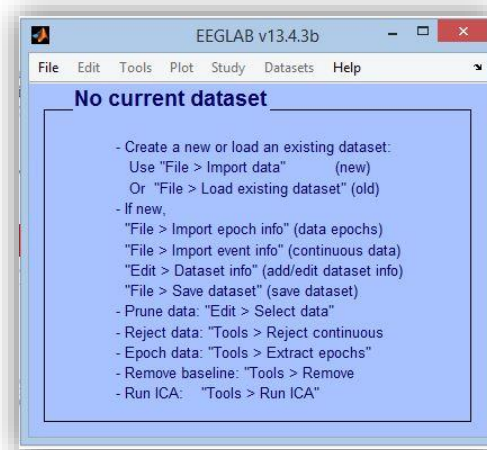 EEGLAB v13.4.3b
File Edit Tools Plot Study Datasets Help
No current dataset
- Create a new or load an existing dataset:
Use "File > Import data" (new)
Or "File > Load existing dataset" (old)
- If new,
"File > Import epoch info" (data epochs)
"File > Import event info" (continuous data)
"Edit > Dataset info" (add/edit dataset info)
"File > Save dataset" (save dataset)
- Prune data: "Edit > Select data"
- Reject data: "Tools > Reject continuous
- Epoch data: "Tools > Extract epochs"
- Remove baseline: "Tools > Remove
- Run ICA: "Tools > Run ICA"